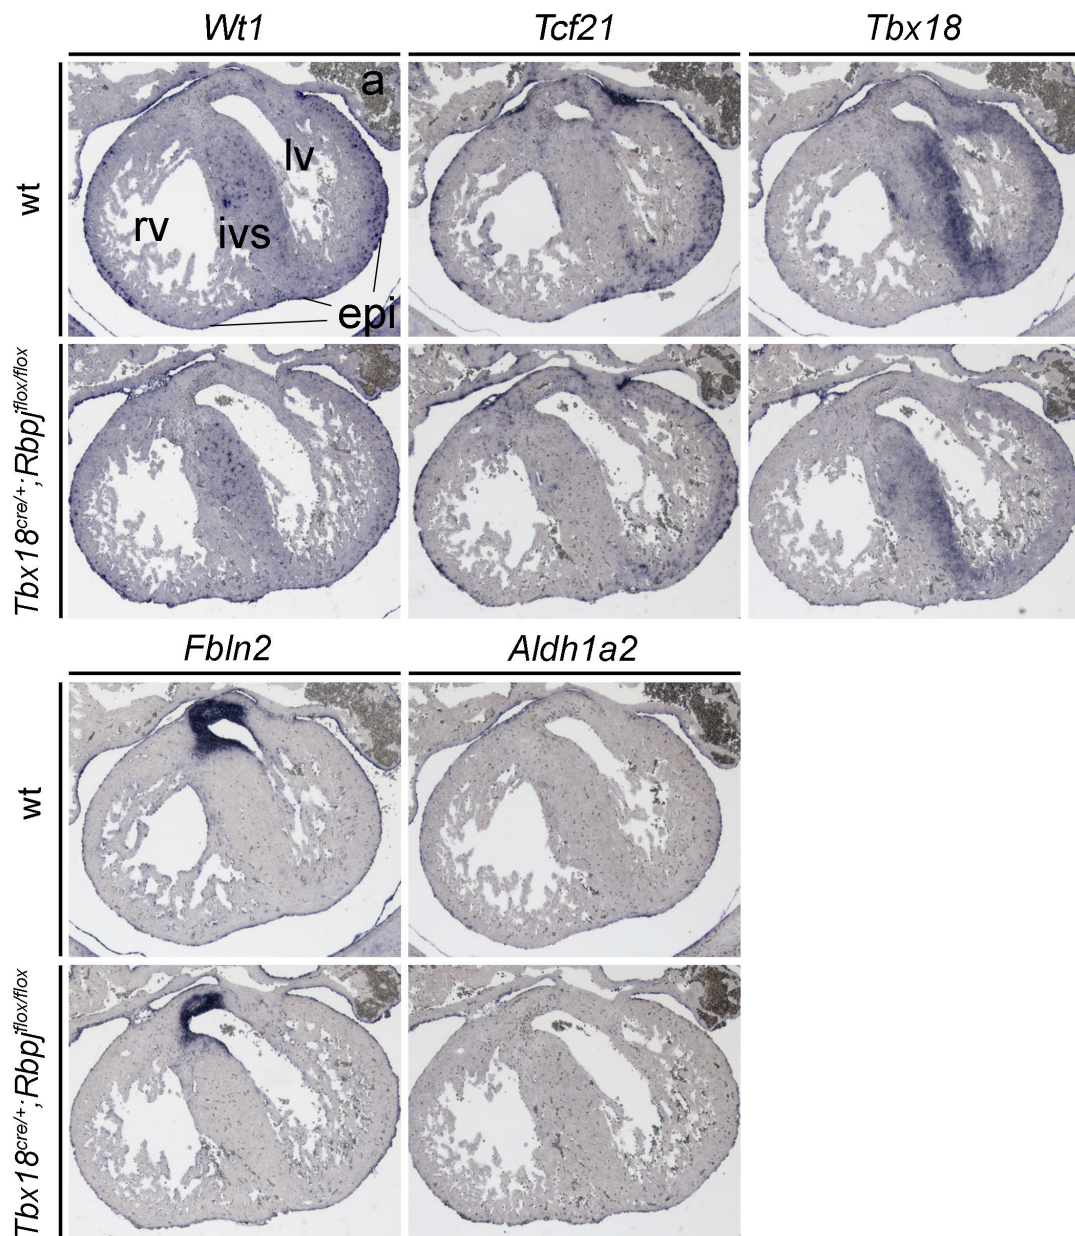 Wt1 Tcf21 Tbx18
wt
a
lv
rv
ivs
epi
Tbx18cre/+;Rbpjflox/flox
Fbln2 Aldh1a2
wt
Tbx18cre/+;Rbpjflox/flox